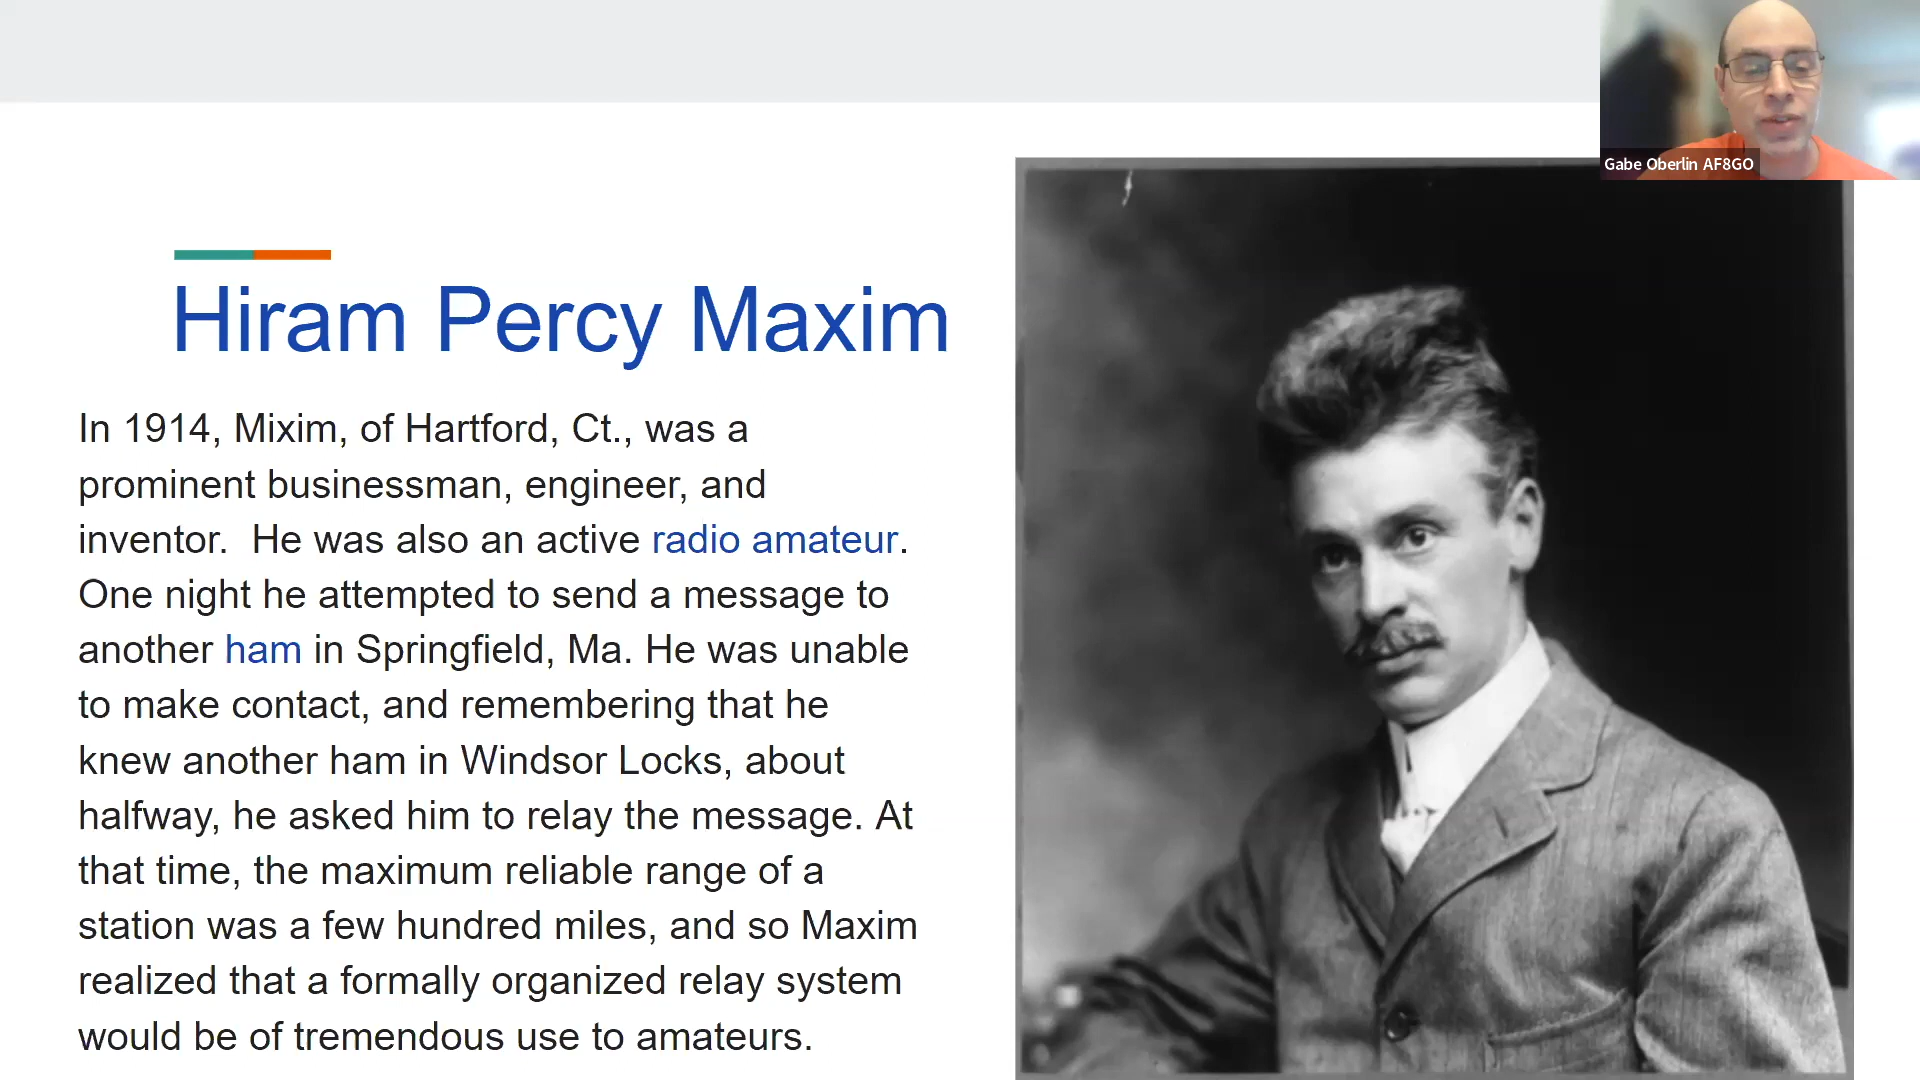 Gabe Oberlin AF8GO
Hiram Percy Maxim
In 1914, Mixim, of Hartford, Ct., was a
prominent businessman, engineer, and
inventor.  He was also an active radio amateur.
One night he attempted to send a message to
another ham in Springfield, Ma. He was unable
to make contact, and remembering that he
knew another ham in Windsor Locks, about
halfway, he asked him to relay the message. At
that time, the maximum reliable range of a
station was a few hundred miles, and so Maxim
realized that a formally organized relay system
would be of tremendous use to amateurs.